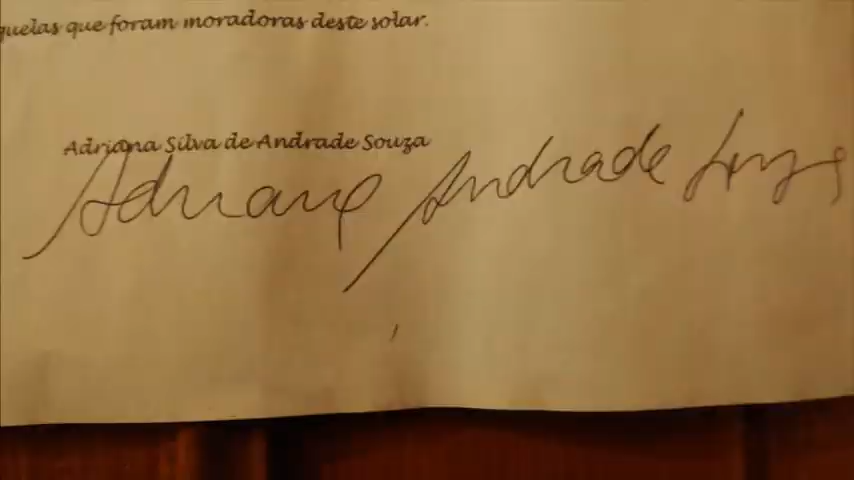 quelas que foram moradoras deste solar.
Adriana Silva de Andrade Souza
Adriana Andrade Souza